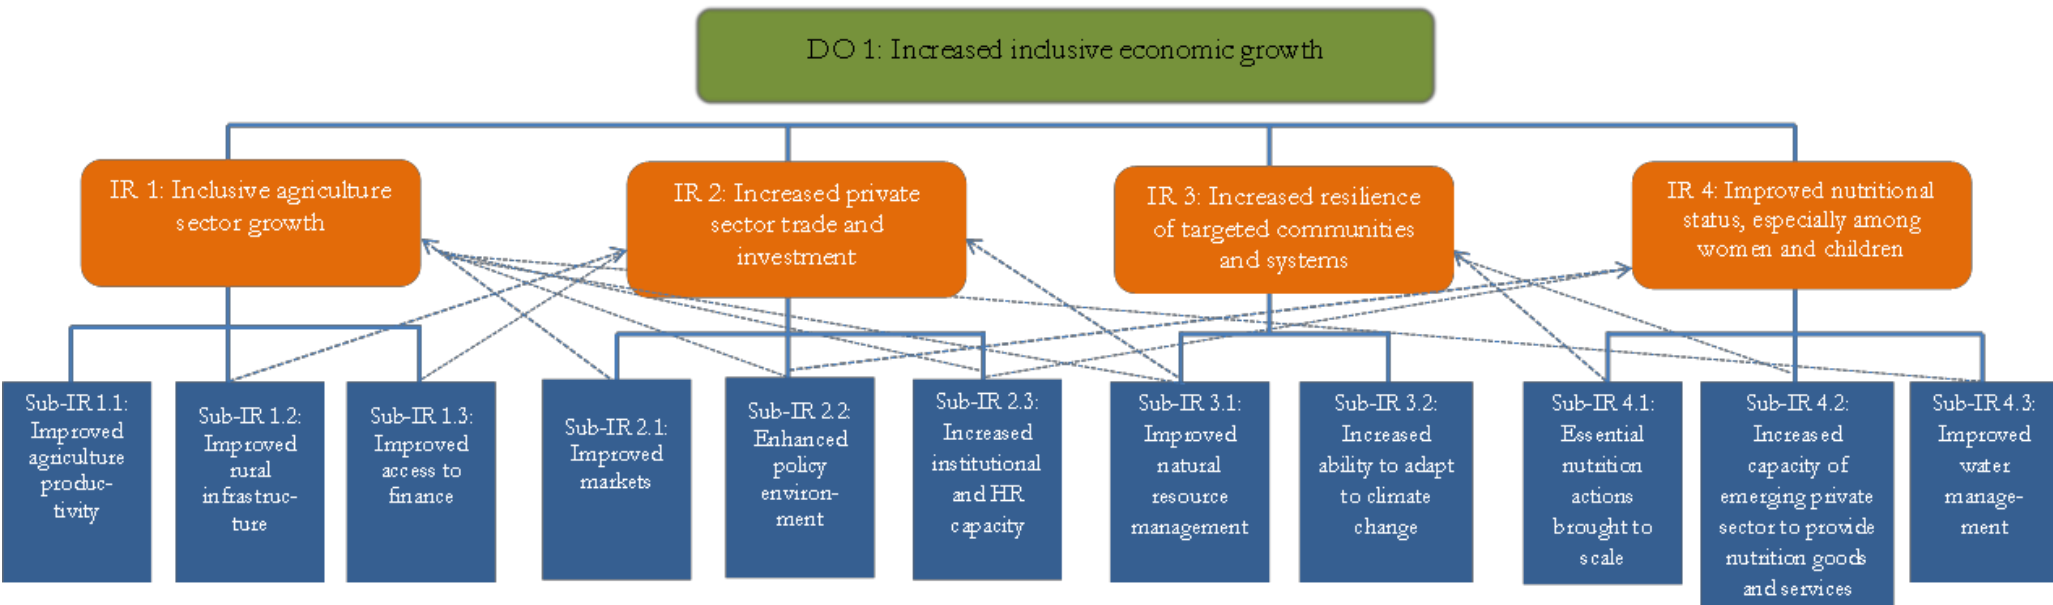 DO 1: Increased inclusive economic growth
IR 1: Inclusive agriculture
sector growth
IR 2: Increased private
sector trade and
investment
IR 3: Increased resilience
of targeted communities
and systems
IR 4: Improved nutritional
status, especially among
women and children
Sub-IR 1.1:
Improved
agriculture
produc-
tivity
Sub-IR 1.2:
Improved
rural
infrastruc-
ture
Sub-IR 1.3:
Improved
access to
finance
Sub-IR 2.1:
Improved
markets
Sub-IR 2.2:
Enhanced
policy
environ-
ment
Sub-IR 2.3:
Increased
institutional
and HR
capacity
Sub-IR 3.1:
Improved
natural
resource
management
Sub-IR 3.2:
Increased
ability to adapt
to climate
change
Sub-IR 4.1:
Essential
nutrition
actions
brought to
scale
Sub-IR 4.2:
Increased
capacity of
emerging private
sector to provide
nutrition goods
and services
Sub-IR 4.3:
Improved
water
manage-
ment